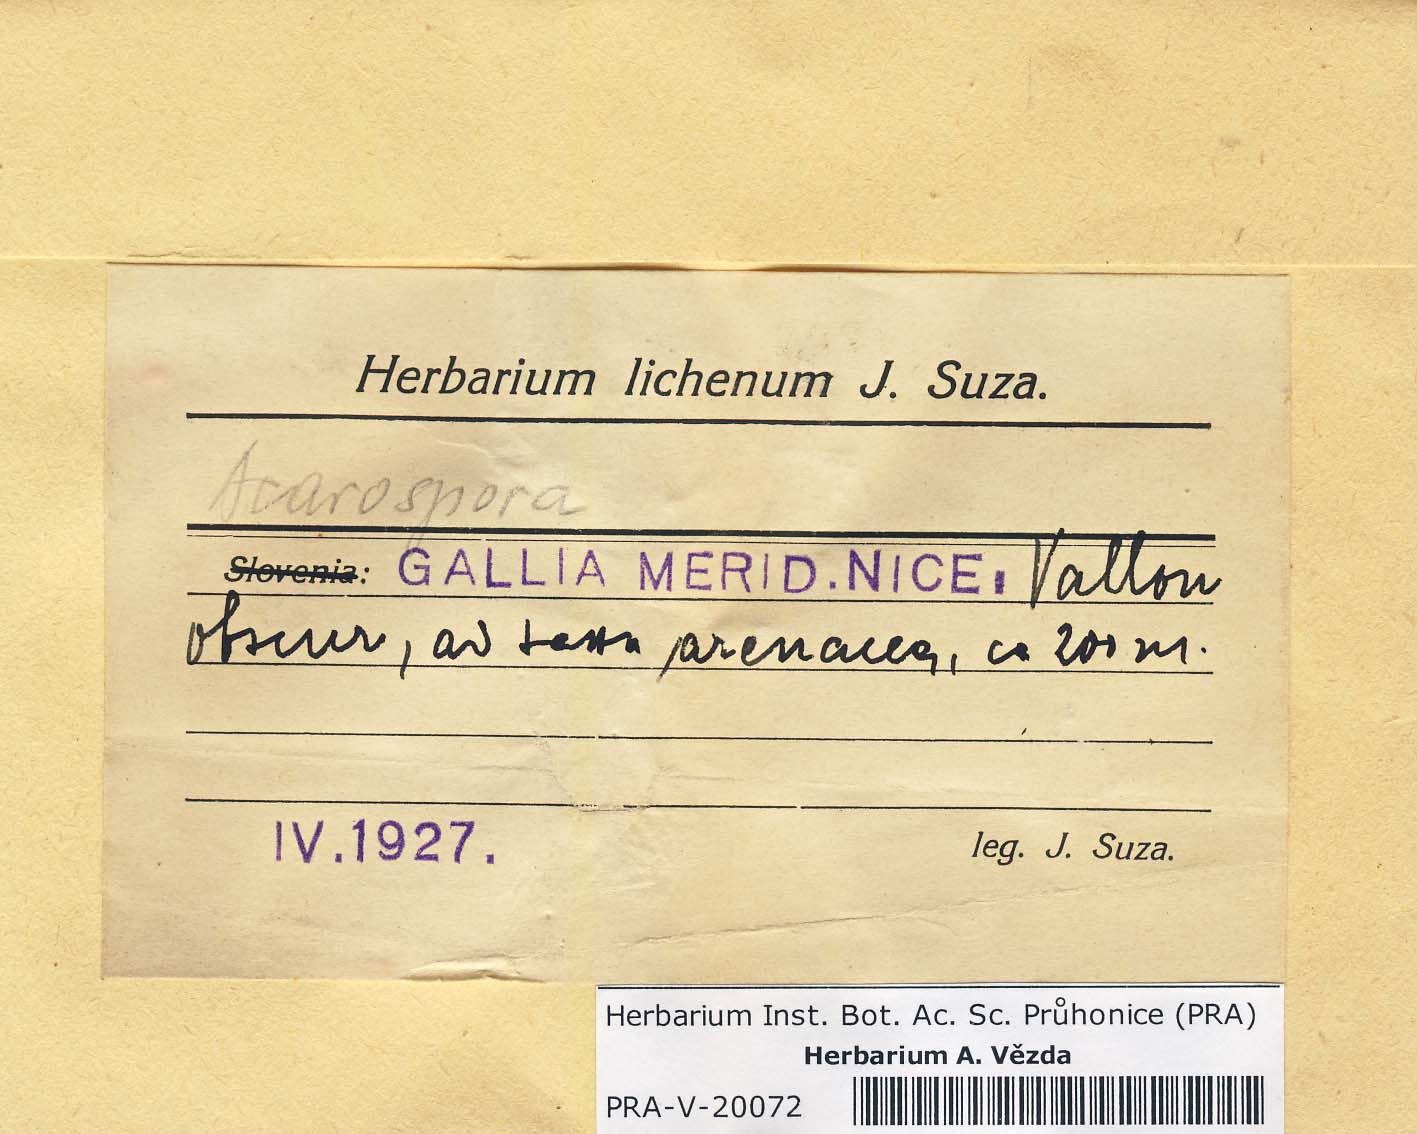 Herbarium lichenum J. Suza.
Acarospora
Slovenia: GALLIA MERID. NICE: Vallon
obscur, ad saxa arenacea, ca 200 m.
IV.1927.
leg. J. Suza.
Herbarium Inst. Bot. Ac. Sc. Průhonice (PRA)
Herbarium A. Vězda
PRA-V-20072